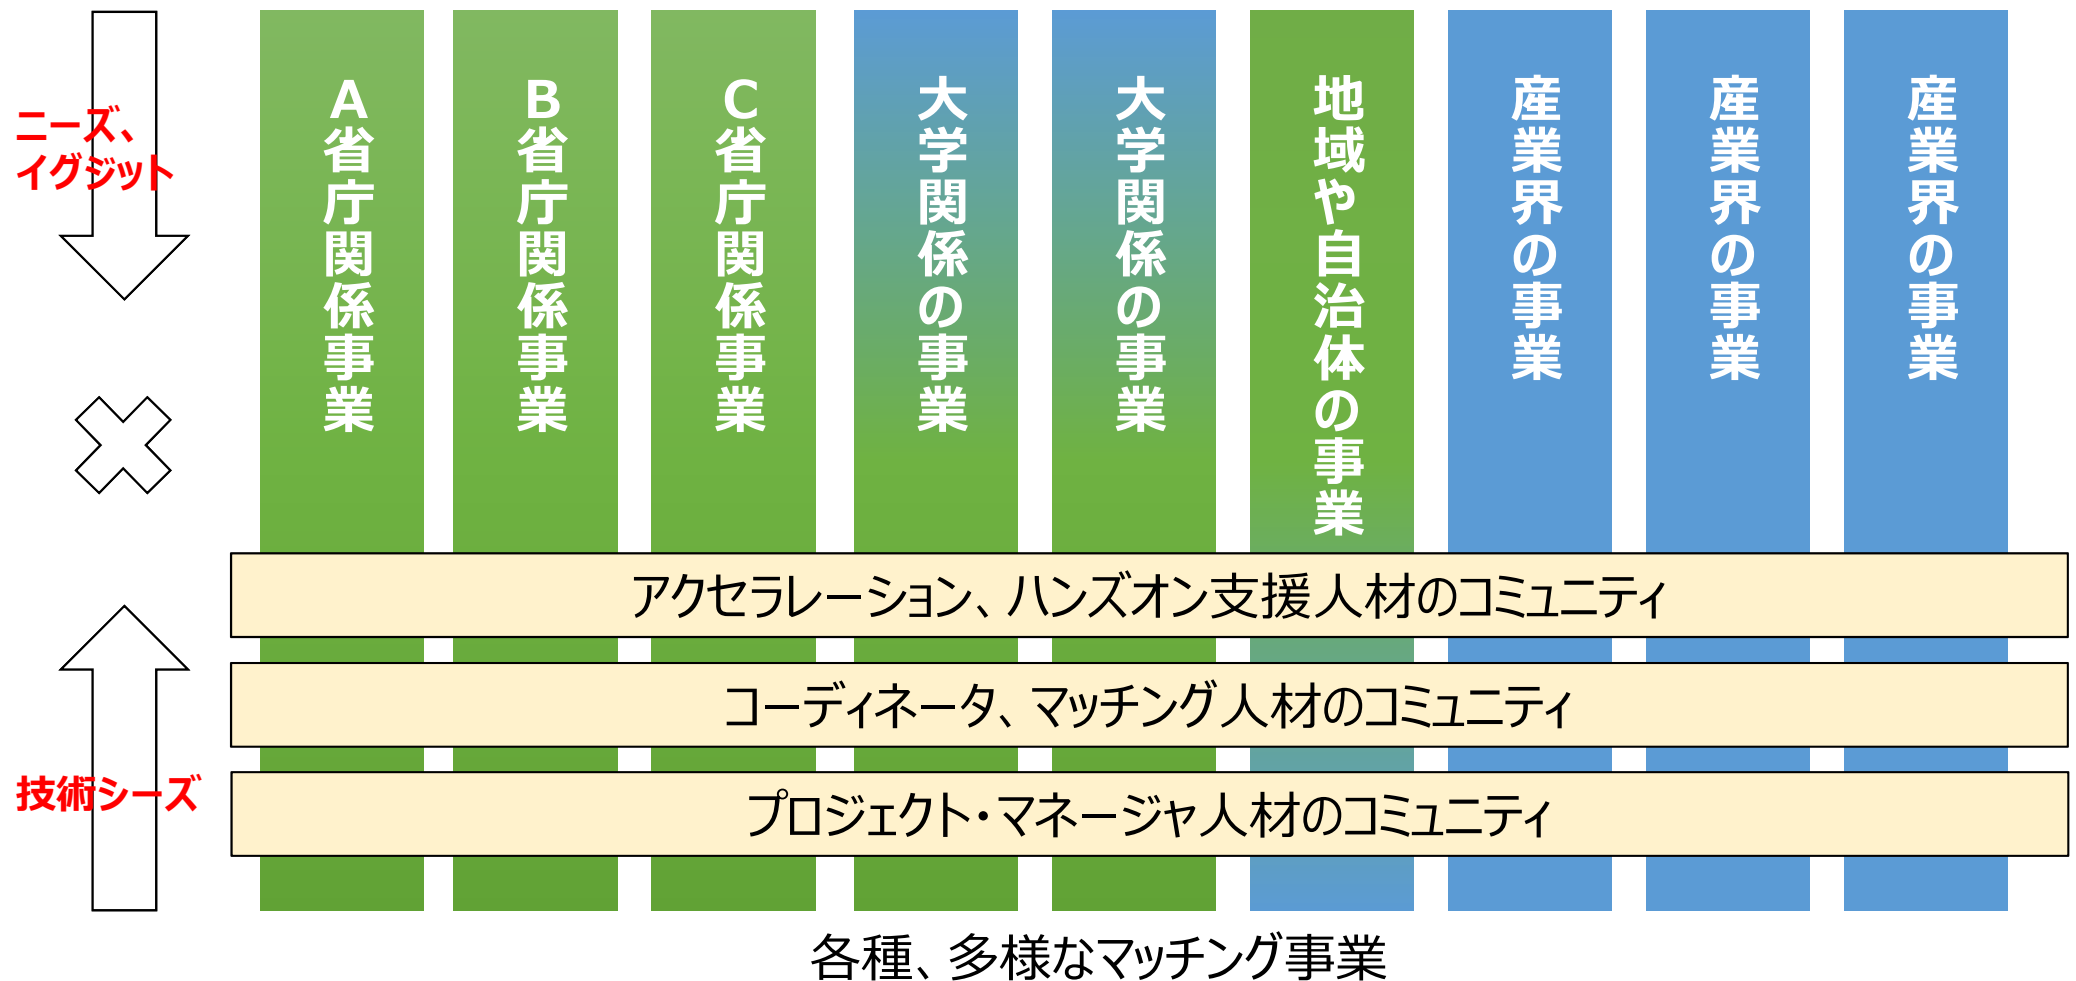 ニーズ、
イグジット
技術シーズ
A省庁関係事業
B省庁関係事業
C省庁関係事業
大学関係の事業
大学関係の事業
地域や自治体の事業
産業界の事業
産業界の事業
産業界の事業
アクセラレーション、ハンズオン支援人材のコミュニティ
コーディネータ、マッチング人材のコミュニティ
プロジェクト・マネージャ人材のコミュニティ
各種、多様なマッチング事業